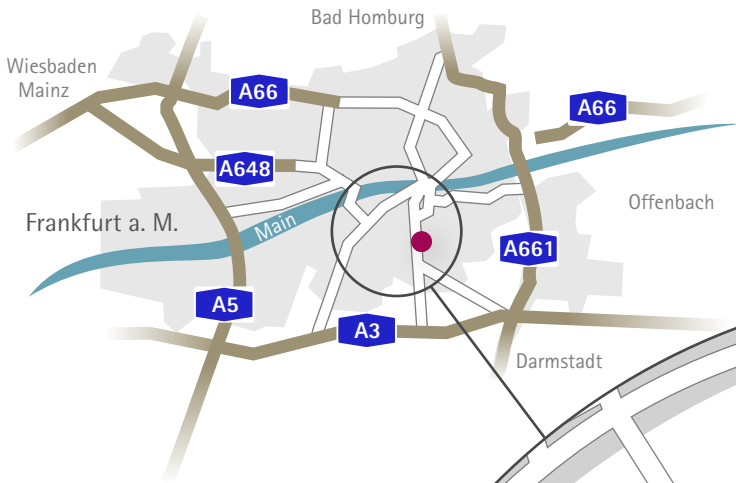 Bad Homburg
Wiesbaden
Mainz
A66
A66
A648
Offenbach
Frankfurt a. M.
Main
A661
A5
A3
Darmstadt